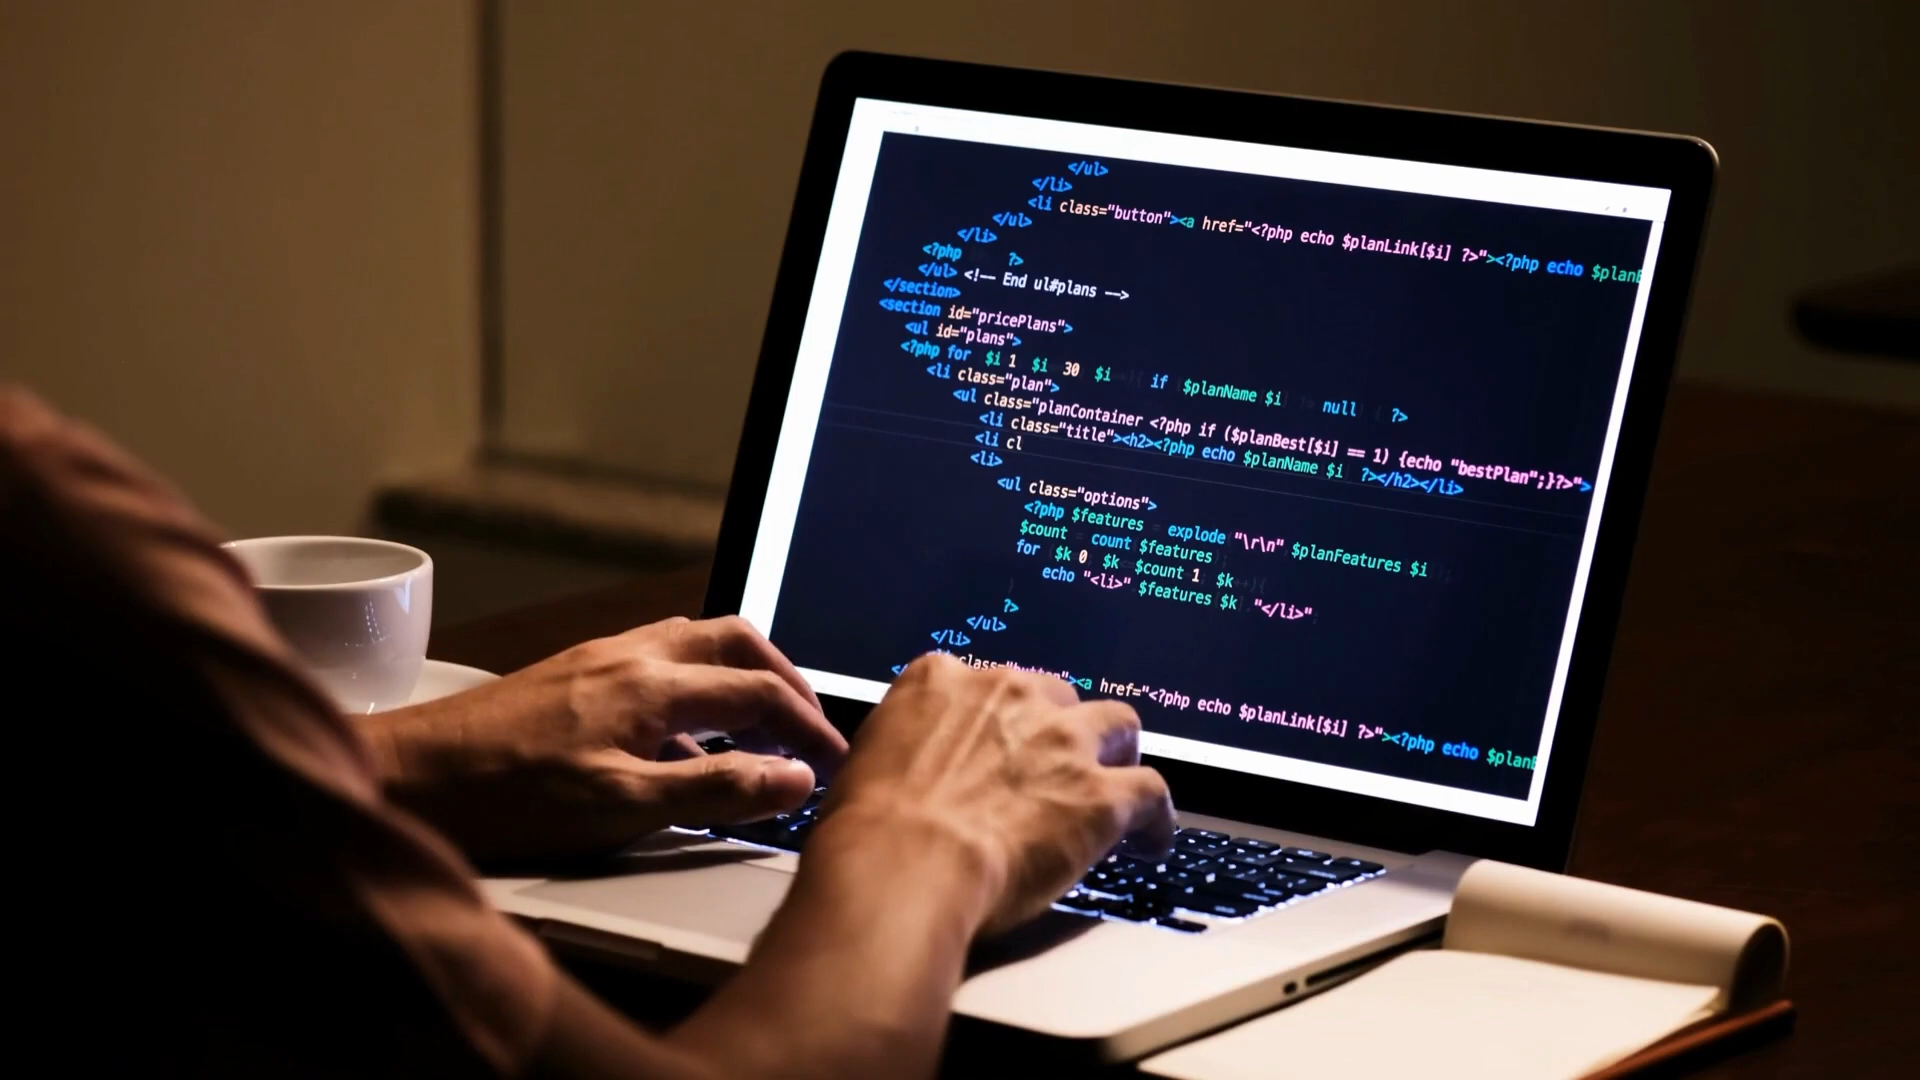 </ul>
</li>
<li class="button"><a href="<?php echo $planLink[$i] ?>"><?php echo
</ul>
</li>
<?php ?>
</ul> <!-- End ul#plans -->
</section>
<section id="pricePlans">
<ul id="plans">
<?php for $i 1 $i 30 $i if $planName $i null ?>
<li class="plan">
<ul class="planContainer <?php if ($planBest[$i] == 1) {echo "bestPlan";}?>">
<li class="title"><h2><?php echo $planName $i ?></h2></li>
<li cl
<li>
<ul class="options">
<?php $features = explode "\r\n" $planFeatures $i
$count = count $features
for $k 0 $k $count 1 $k
echo "<li>" $features $k "</li>"
?>
</ul>
</li>
class="button"><a href="<?php echo $planLink[$i] ?>"><?php echo